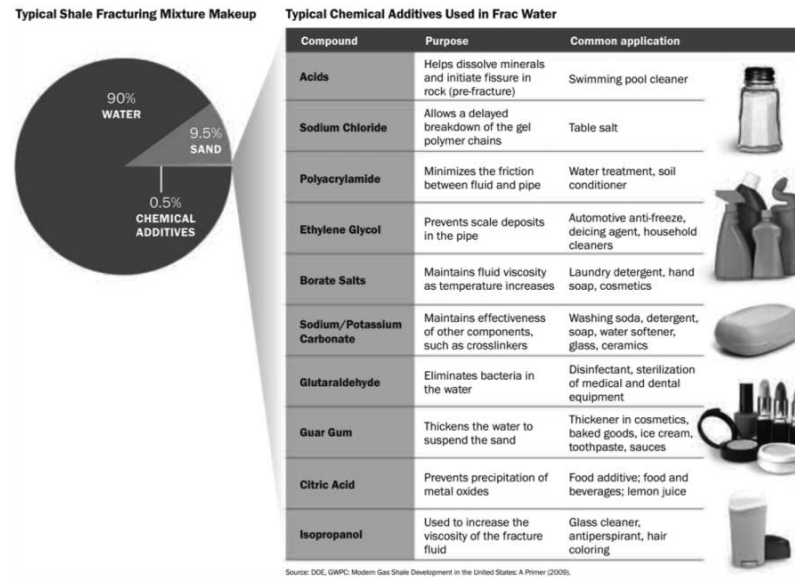 Typical Shale Fracturing Mixture Makeup
90%
WATER
9.5%
SAND
0.5%
CHEMICAL
ADDITIVES
Typical Chemical Additives Used in Frac Water
Compound Purpose Common application
Acids
Helps dissolve minerals
and initiate fissure in
rock (pre-fracture)
Swimming pool cleaner
Sodium Chloride
Allows a delayed
breakdown of the gel
polymer chains
Table salt
Polyacrylamide
Minimizes the friction
between fluid and pipe
Water treatment, soil
conditioner
Ethylene Glycol
Prevents scale deposits
in the pipe
Automotive anti-freeze,
deicing agent, household
cleaners
Borate Salts
Maintains fluid viscosity
as temperature increases
Laundry detergent, hand
soap, cosmetics
Sodium/Potassium
Carbonate
Maintains effectiveness
of other components,
such as crosslinkers
Washing soda, detergent,
soap, water softener,
glass, ceramics
Glutaraldehyde
Eliminates bacteria in
the water
Disinfectant, sterilization
of medical and dental
equipment
Guar Gum
Thickens the water to
suspend the sand
Thickener in cosmetics,
baked goods, ice cream,
toothpaste, sauces
Citric Acid
Prevents precipitation of
metal oxides
Food additive; food and
beverages; lemon juice
Isopropanol
Used to increase the
viscosity of the fracture
fluid
Glass cleaner,
antiperspirant, hair
coloring
Source: DOE, GWPC: Modern Gas Shale Development in the United States: A Primer (2009).